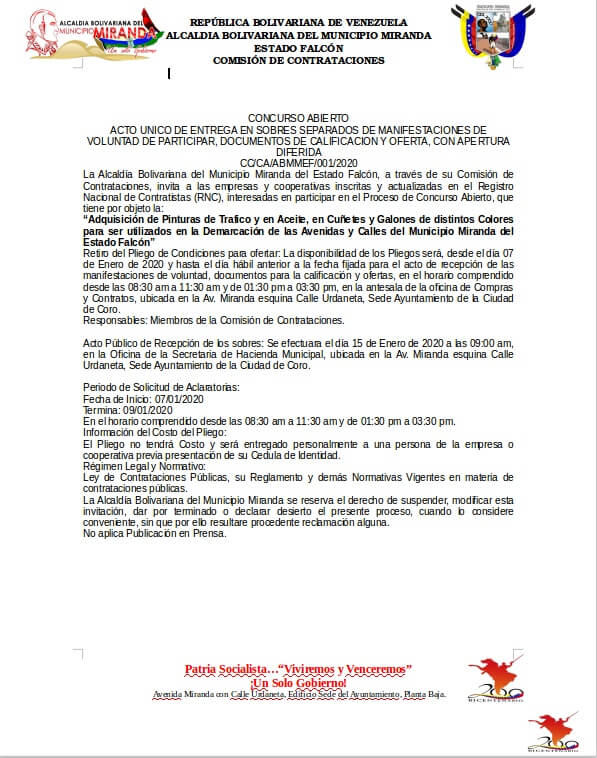 ALCALDIA BOLIVARIANA DEL
MUNICIPIO MIRANDA
Un solo Gobierno
REPÚBLICA BOLIVARIANA DE VENEZUELA
ALCALDIA BOLIVARIANA DEL MUNICIPIO MIRANDA
ESTADO FALCÓN
COMISIÓN DE CONTRATACIONES
CONCURSO ABIERTO
ACTO UNICO DE ENTREGA EN SOBRES SEPARADOS DE MANIFESTACIONES DE
VOLUNTAD DE PARTICIPAR, DOCUMENTOS DE CALIFICACION Y OFERTA, CON APERTURA
DIFERIDA
CC/CA/ABMMEF/001/2020
La Alcaldía Bolivariana del Municipio Miranda del Estado Falcón, a través de su Comisión de
Contrataciones, invita a las empresas y cooperativas inscritas y actualizadas en el Registro
Nacional de Contratistas (RNC), interesadas en participar en el Proceso de Concurso Abierto, que
tiene por objeto la:
“Adquisición de Pinturas de Trafico y en Aceite, en Cuñetes y Galones de distintos Colores
para ser utilizados en la Demarcación de las Avenidas y Calles del Municipio Miranda del
Estado Falcón”
Retiro del Pliego de Condiciones para ofertar: La disponibilidad de los Pliegos será, desde el día 07
de Enero de 2020 y hasta el día hábil anterior a la fecha fijada para el acto de recepción de las
manifestaciones de voluntad, documentos para la calificación y ofertas, en el horario comprendido
desde las 08:30 am a 11:30 am y de 01:30 pm a 03:30 pm, en la antesala de la oficina de Compras
y Contratos, ubicada en la Av. Miranda esquina Calle Urdaneta, Sede Ayuntamiento de la Ciudad
de Coro.
Responsables: Miembros de la Comisión de Contrataciones.
Acto Público de Recepción de los sobres: Se efectuara el día 15 de Enero de 2020 a las 09:00 am,
en la Oficina de la Secretaria de Hacienda Municipal, ubicada en la Av. Miranda esquina Calle
Urdaneta, Sede Ayuntamiento de la Ciudad de Coro.
Periodo de Solicitud de Aclaratorias:
Fecha de Inicio: 07/01/2020
Termina: 09/01/2020
En el horario comprendido desde las 08:30 am a 11:30 am y de 01:30 pm a 03:30 pm.
Información del Costo del Pliego:
El Pliego no tendrá Costo y será entregado personalmente a una persona de la empresa o
cooperativa previa presentación de su Cedula de Identidad.
Régimen Legal y Normativo:
Ley de Contrataciones Públicas, su Reglamento y demás Normativas Vigentes en materia de
contrataciones públicas.
La Alcaldía Bolivariana del Municipio Miranda se reserva el derecho de suspender, modificar esta
invitación, dar por terminado o declarar desierto el presente proceso, cuando lo considere
conveniente, sin que por ello resultare procedente reclamación alguna.
No aplica Publicación en Prensa.
Patria Socialista…“Viviremos y Venceremos”
¡Un Solo Gobierno!
Avenida Miranda con Calle Urdaneta, Edificio Sede del Ayuntamiento, Planta Baja.
200
BICENTENARIO
200
BICENTENARIO